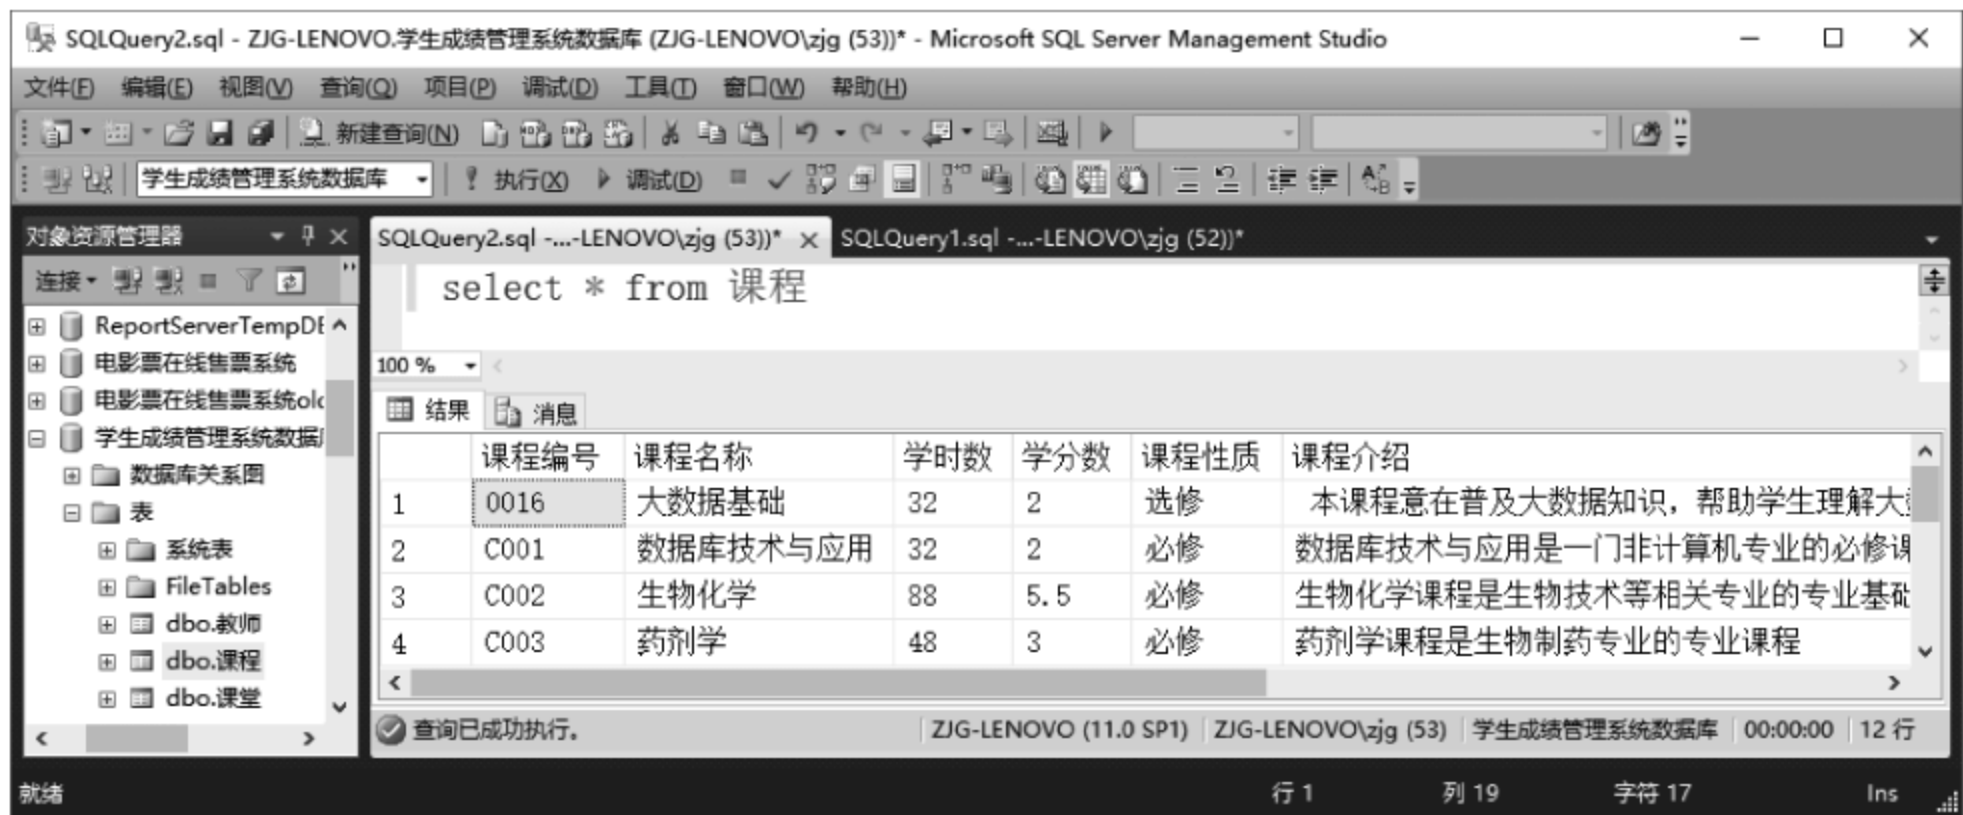 SQLQuery2.sql - ZJG-LENOVO.学生成绩管理系统数据库 (ZJG-LENOVO\zjg (53))* - Microsoft SQL Server Management Studio
文件(F) 编辑(E) 视图(V) 查询(Q) 项目(P) 调试(D) 工具(T) 窗口(W) 帮助(H)
新建查询(N)
学生成绩管理系统数据库 执行(X) 调试(D)
对象资源管理器
连接
ReportServerTempDE
电影票在线售票系统
电影票在线售票系统old
学生成绩管理系统数据
数据库关系图
表
系统表
FileTables
dbo.教师
dbo.课程
dbo.课堂
SQLQuery2.sql -...-LENOVO\zjg (53))* SQLQuery1.sql -...-LENOVO\zjg (52))*
select * from 课程
100 %
结果 消息
课程编号 课程名称 学时数 学分数 课程性质 课程介绍
1 0016 大数据基础 32 2 选修 本课程意在普及大数据知识，帮助学生理解大
2 C001 数据库技术与应用 32 2 必修 数据库技术与应用是一门非计算机专业的必修课
3 C002 生物化学 88 5.5 必修 生物化学课程是生物技术等相关专业的专业基础
4 C003 药剂学 48 3 必修 药剂学课程是生物制药专业的专业课程
查询已成功执行。 ZJG-LENOVO (11.0 SP1) ZJG-LENOVO\zjg (53) 学生成绩管理系统数据库 00:00:00 12 行
就绪 行 1 列 19 字符 17 Ins